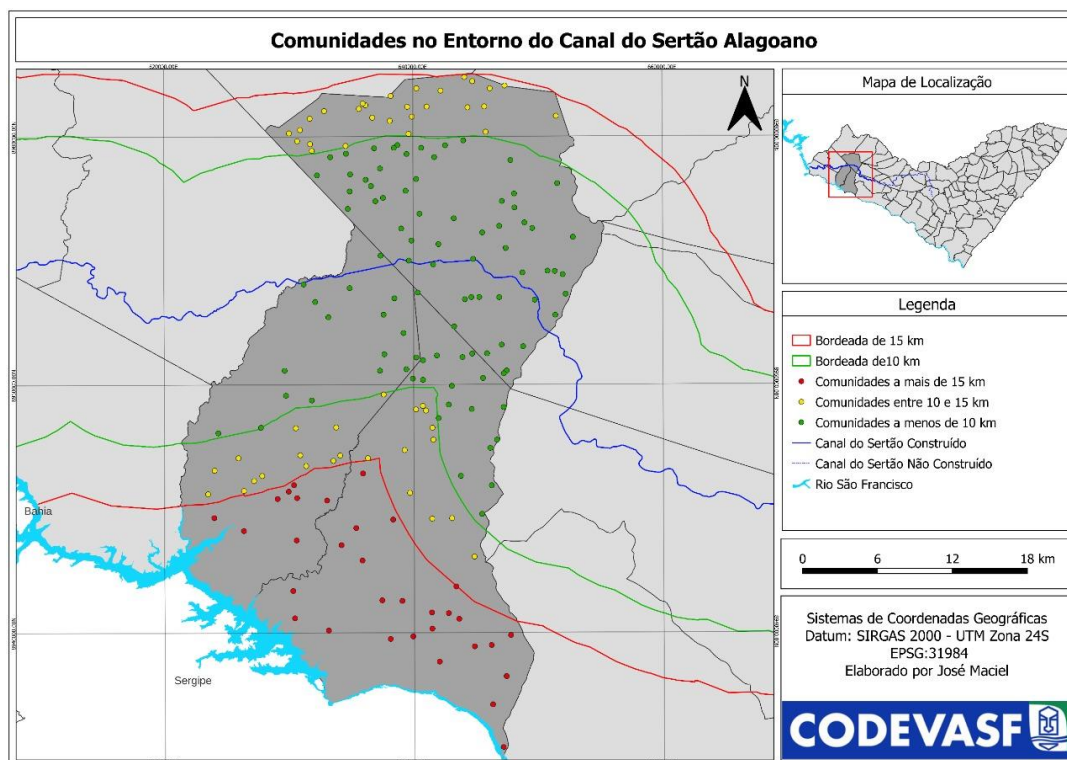 Comunidades no Entorno do Canal do Sertão Alagoano
N
Bahia
Sergipe
Mapa de Localização
Legenda
Bordeada de 15 km
Bordeada de10 km
Comunidades a mais de 15 km
Comunidades entre 10 e 15 km
Comunidades a menos de 10 km
Canal do Sertão Construído
Canal do Sertão Não Construído
Rio São Francisco
0 6 12 18 km
Sistemas de Coordenadas Geográficas
Datum: SIRGAS 2000 - UTM Zona 24S
EPSG:31984
Elaborado por José Maciel
CODEVASF